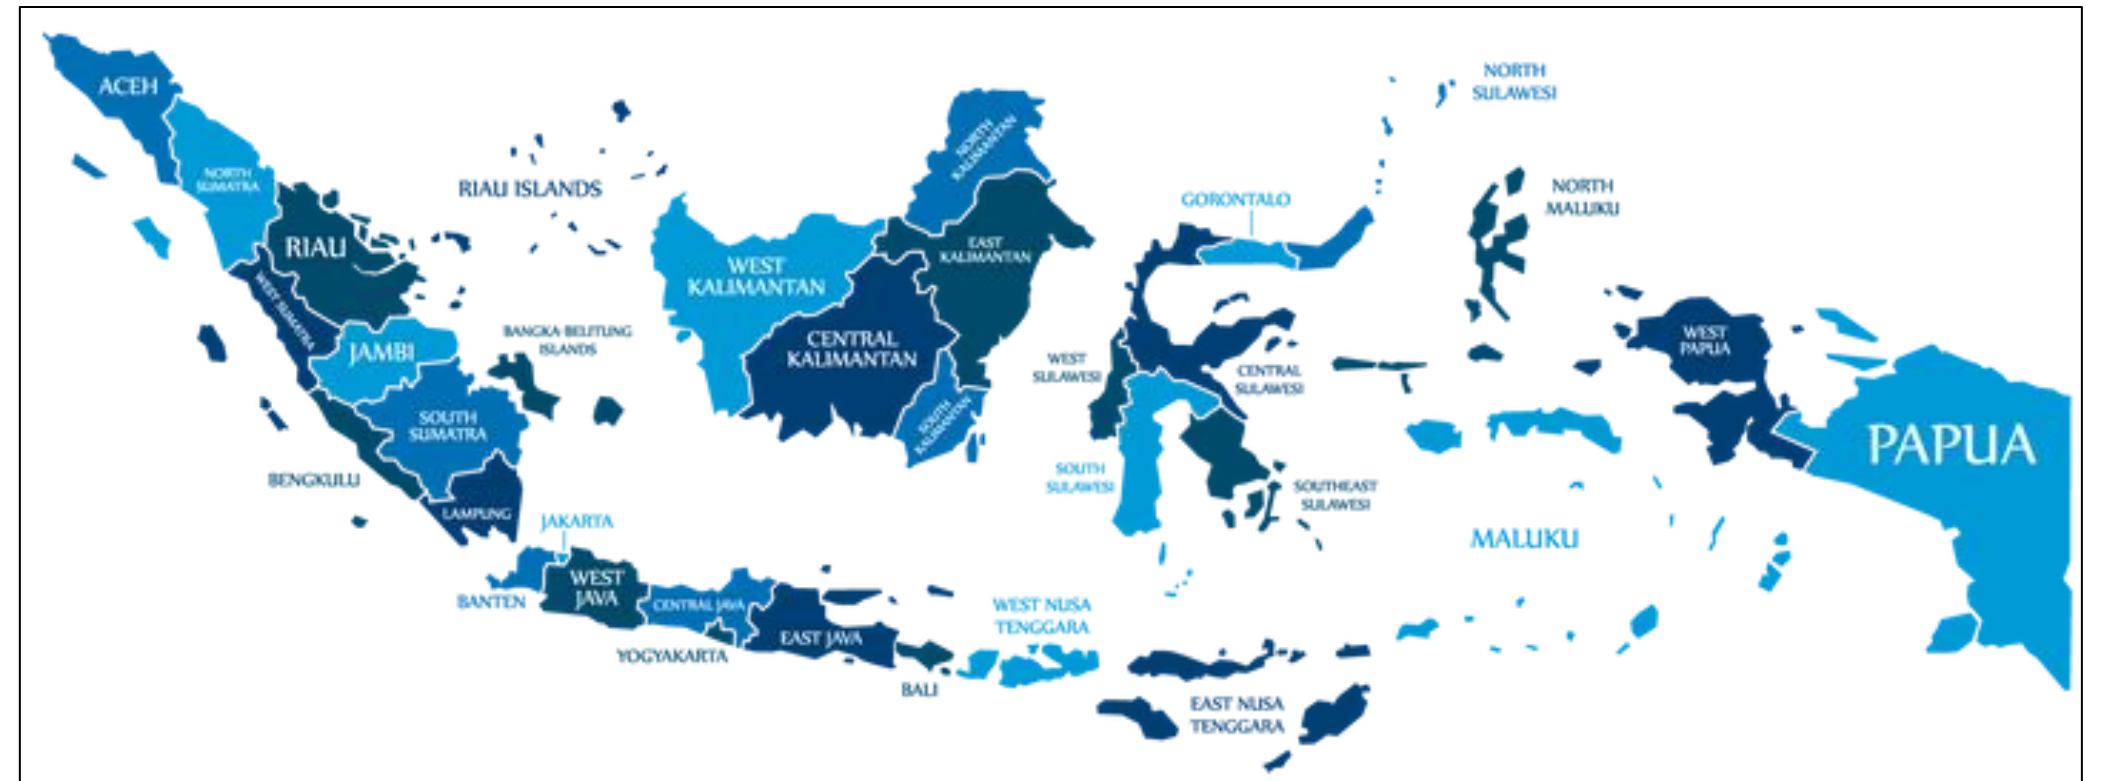 ACEH
NORTH
SUMATRA
RIAU ISLANDS
RIAU
WEST SUMATRA
JAMBI
BANGKA-BELITUNG
ISLANDS
SOUTH
SUMATRA
BENGKULU
LAMPUNG
JAKARTA
BANTEN
WEST
JAVA
CENTRAL JAVA
YOGYAKARTA
EAST JAVA
BALI
NORTH
KALIMANTAN
EAST
KALIMANTAN
WEST
KALIMANTAN
CENTRAL
KALIMANTAN
SOUTH
KALIMANTAN
NORTH
SULAWESI
GORONTALO
WEST
SULAWESI
CENTRAL
SULAWESI
SOUTH
SULAWESI
SOUTHEAST
SULAWESI
WEST NUSA
TENGGARA
EAST NUSA
TENGGARA
NORTH
MALUKU
MALUKU
WEST
PAPUA
PAPUA